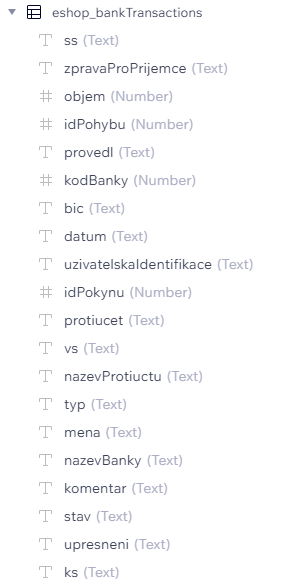 eshop_bankTransactions
ss (Text)
zpravaProPrijemce (Text)
objem (Number)
idPohybu (Number)
provedl (Text)
kodBanky (Number)
bic (Text)
datum (Text)
uzivatelskaIdentifikace (Text)
idPokynu (Number)
protiucet (Text)
vs (Text)
nazevProtiuctu (Text)
typ (Text)
mena (Text)
nazevBanky (Text)
komentar (Text)
stav (Text)
upresneni (Text)
ks (Text)